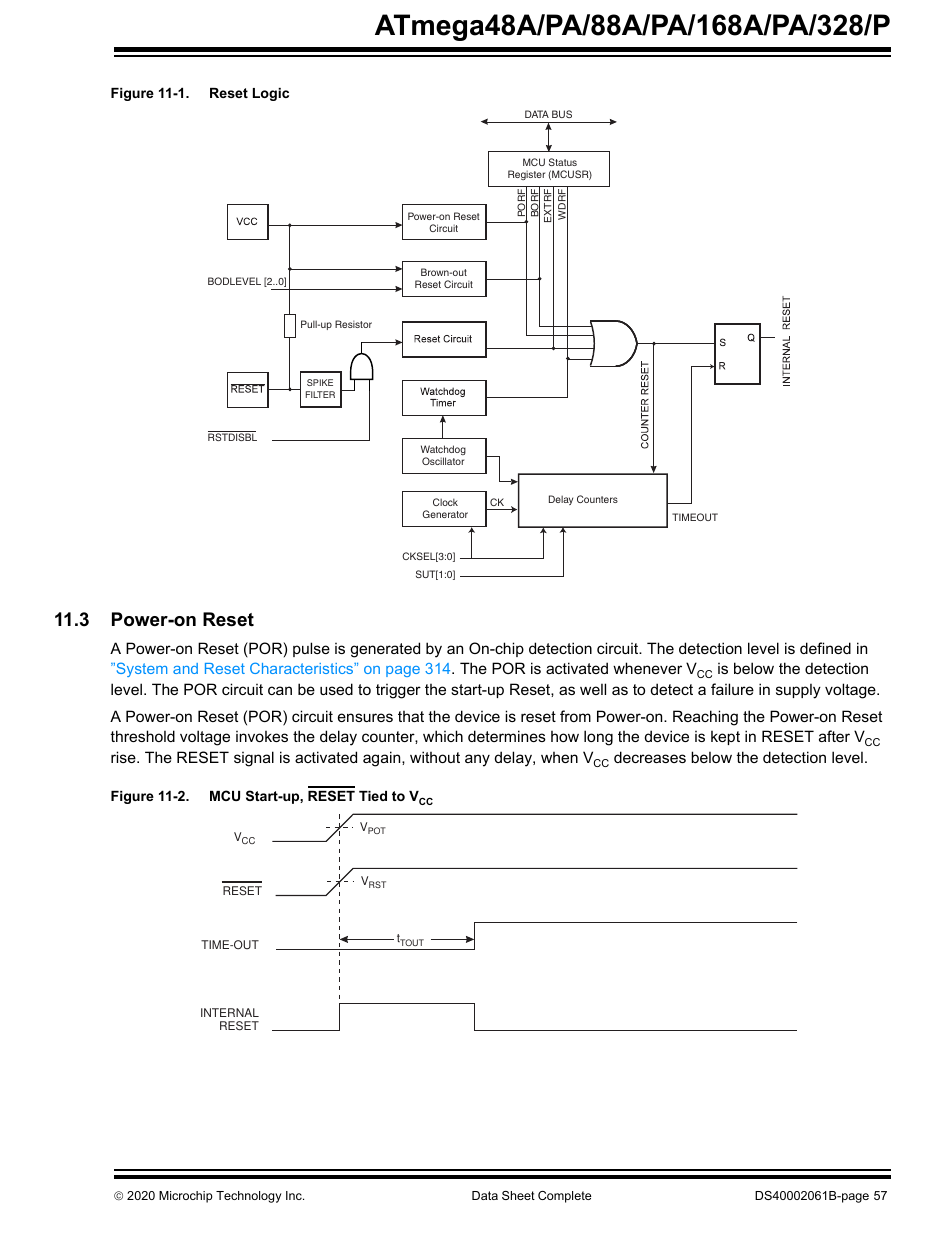 ATmega48A/PA/88A/PA/168A/PA/328/P
Figure 11-1. Reset Logic
DATA BUS
MCU Status
Register (MCUSR)
PORF
BORF
EXTRF
WDRF
VCC
Power-on Reset
Circuit
Brown-out
Reset Circuit
BODLEVEL [2..0]
Pull-up Resistor
Reset Circuit
S
Q
R
INTERNAL RESET
RESET
SPIKE
FILTER
COUNTER RESET
Watchdog
Timer
RSTDISBL
Watchdog
Oscillator
Clock
Generator
CK
Delay Counters
TIMEOUT
CKSEL[3:0]
SUT[1:0]
11.3 Power-on Reset
A Power-on Reset (POR) pulse is generated by an On-chip detection circuit. The detection level is defined in
”System and Reset Characteristics” on page 314. The POR is activated whenever VCC is below the detection
level. The POR circuit can be used to trigger the start-up Reset, as well as to detect a failure in supply voltage.
A Power-on Reset (POR) circuit ensures that the device is reset from Power-on. Reaching the Power-on Reset
threshold voltage invokes the delay counter, which determines how long the device is kept in RESET after VCC
rise. The RESET signal is activated again, without any delay, when VCC decreases below the detection level.
Figure 11-2. MCU Start-up, RESET Tied to VCC
VCC
VPOT
RESET
VRST
TIME-OUT
tTOUT
INTERNAL
RESET
© 2020 Microchip Technology Inc. Data Sheet Complete DS40002061B-page 57